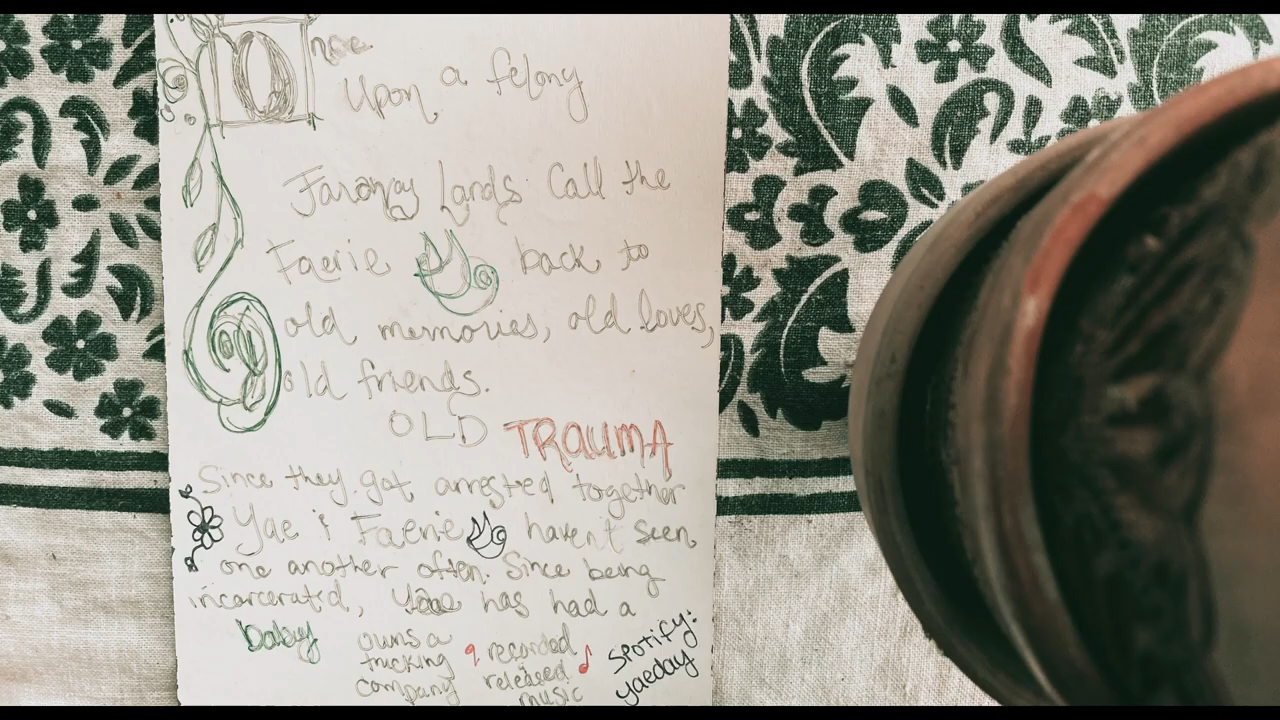 Once
Upon a felony
Faraway Lands Call the
Faerie back to
old memories, old loves,
old friends.
OLD TRAUMA
Since they got arrested together
Yae & Faerie haven't seen
one another often. Since being
incarcerated, Yae has had a
baby
owns a
trucking
company
recorded
released
music
Spotify:
yaeday